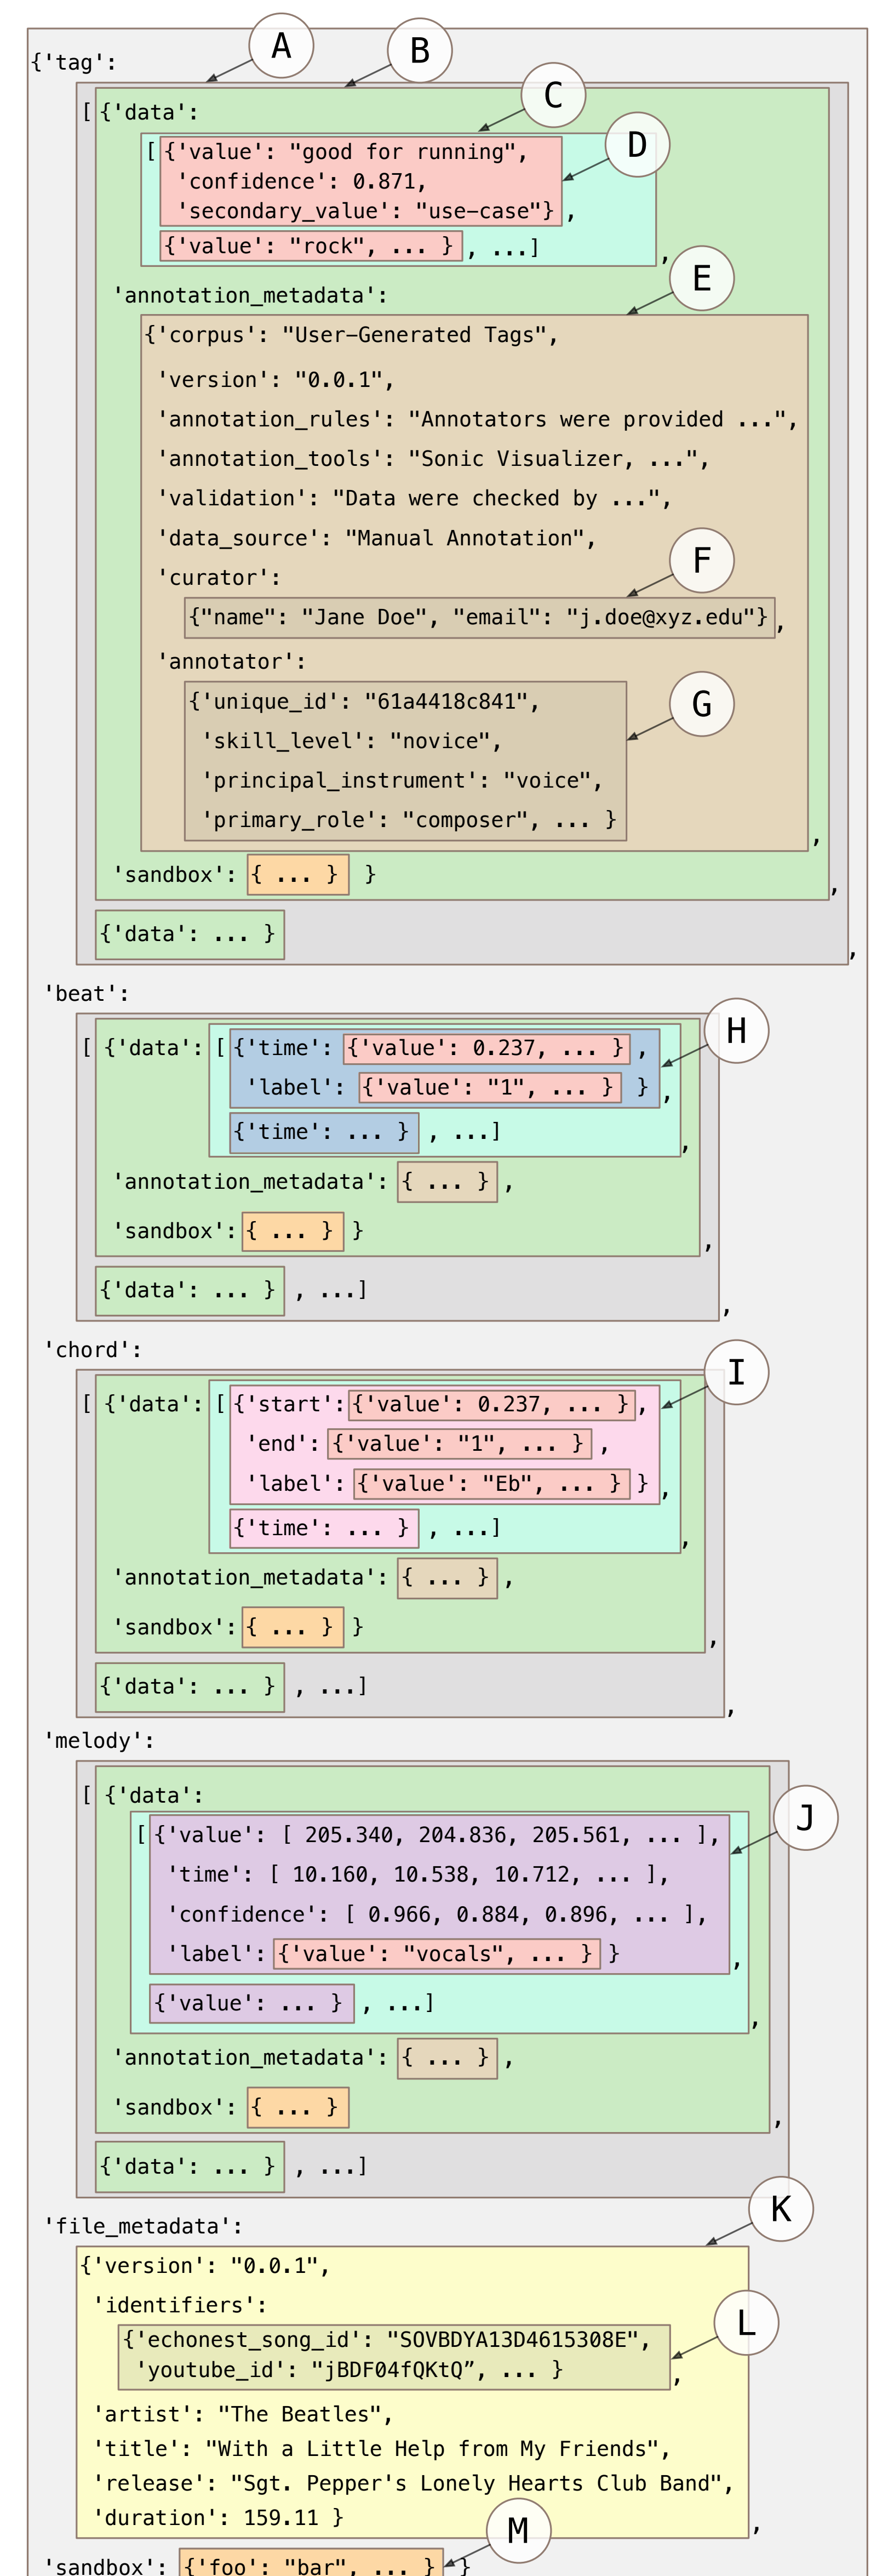 A
B
{'tag':
C
[ {'data':
D
[ {'value': "good for running",
'confidence': 0.871,
'secondary_value': "use-case"} ,
{'value': "rock", ... } , ...] ,
E
'annotation_metadata':
{'corpus': "User-Generated Tags",
'version': "0.0.1",
'annotation_rules': "Annotators were provided ...",
'annotation_tools': "Sonic Visualizer, ...",
'validation': "Data were checked by ...",
'data_source': "Manual Annotation",
F
'curator':
{"name": "Jane Doe", "email": "j.doe@xyz.edu"} ,
'annotator':
{'unique_id': "61a4418c841",
G
'skill_level': "novice",
'principal_instrument': "voice",
'primary_role': "composer", ... } ,
'sandbox': { ... } } ,
{'data': ... } ,
'beat':
H
[ {'data': [ {'time': {'value': 0.237, ... } ,
'label': {'value': "1", ... } } ,
{'time': ... } , ...] ,
'annotation_metadata': { ... } ,
'sandbox': { ... } } ,
{'data': ... } , ...] ,
'chord':
I
[ {'data': [ {'start': {'value': 0.237, ... } ,
'end': {'value': "1", ... } ,
'label': {'value': "Eb", ... } } ,
{'time': ... } , ...] ,
'annotation_metadata': { ... } ,
'sandbox': { ... } } ,
{'data': ... } , ...] ,
'melody':
[ {'data':
J
[ {'value': [ 205.340, 204.836, 205.561, ... ],
'time': [ 10.160, 10.538, 10.712, ... ],
'confidence': [ 0.966, 0.884, 0.896, ... ],
'label': {'value': "vocals", ... } } ,
{'value': ... } , ...] ,
'annotation_metadata': { ... } ,
'sandbox': { ... } ,
{'data': ... } , ...]
K
'file_metadata':
{'version': "0.0.1",
'identifiers':
L
{'echonest_song_id': "SOVBDYA13D4615308E",
'youtube_id': "jBDF04fQKtQ”, ... } ,
'artist': "The Beatles",
'title': "With a Little Help from My Friends",
'release': "Sgt. Pepper's Lonely Hearts Club Band",
'duration': 159.11 } ,
M
'sandbox': {'foo': "bar", ... } }